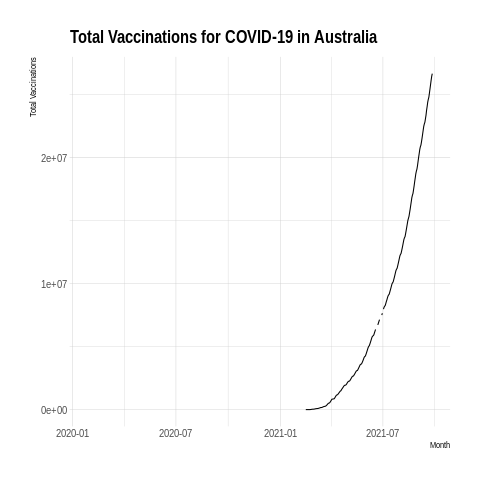 Total Vaccinations for COVID-19 in Australia
Total Vaccinations
2e+07
1e+07
0e+00
2020-01 2020-07 2021-01 2021-07
Month